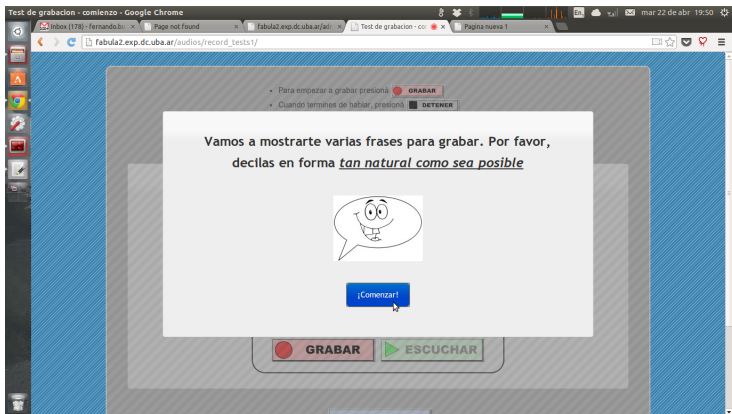 Test de grabacion - comienzo - Google Chrome
En
mar 22 de abr 19:50
Inbox (178) - fernando.bu
Page not found
fabula2.exp.dc.uba.ar/ad
Test de grabacion - co
Pagina nueva 1
fabula2.exp.dc.uba.ar/audios/record_tests1/
Para empezar a grabar presioná GRABAR
Cuando termines de hablar, presioná DETENER
Vamos a mostrarte varias frases para grabar. Por favor,
decilas en forma tan natural como sea posible
¡Comenzar!
GRABAR ESCUCHAR